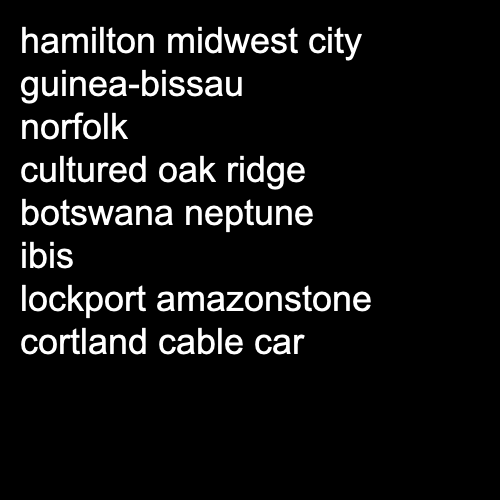 hamilton midwest city
guinea-bissau
norfolk
cultured oak ridge
botswana neptune
ibis
lockport amazonstone
cortland cable car